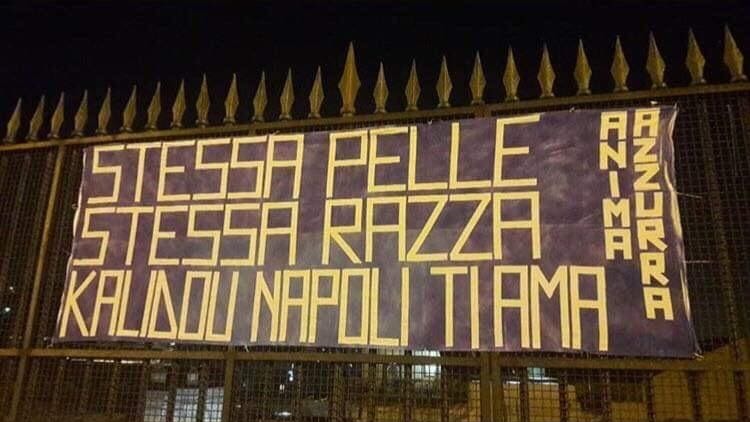 STESSA PELLE
STESSA RAZZA
KALIDOU NAPOLI TI AMA
ANIMA
AZZURRA